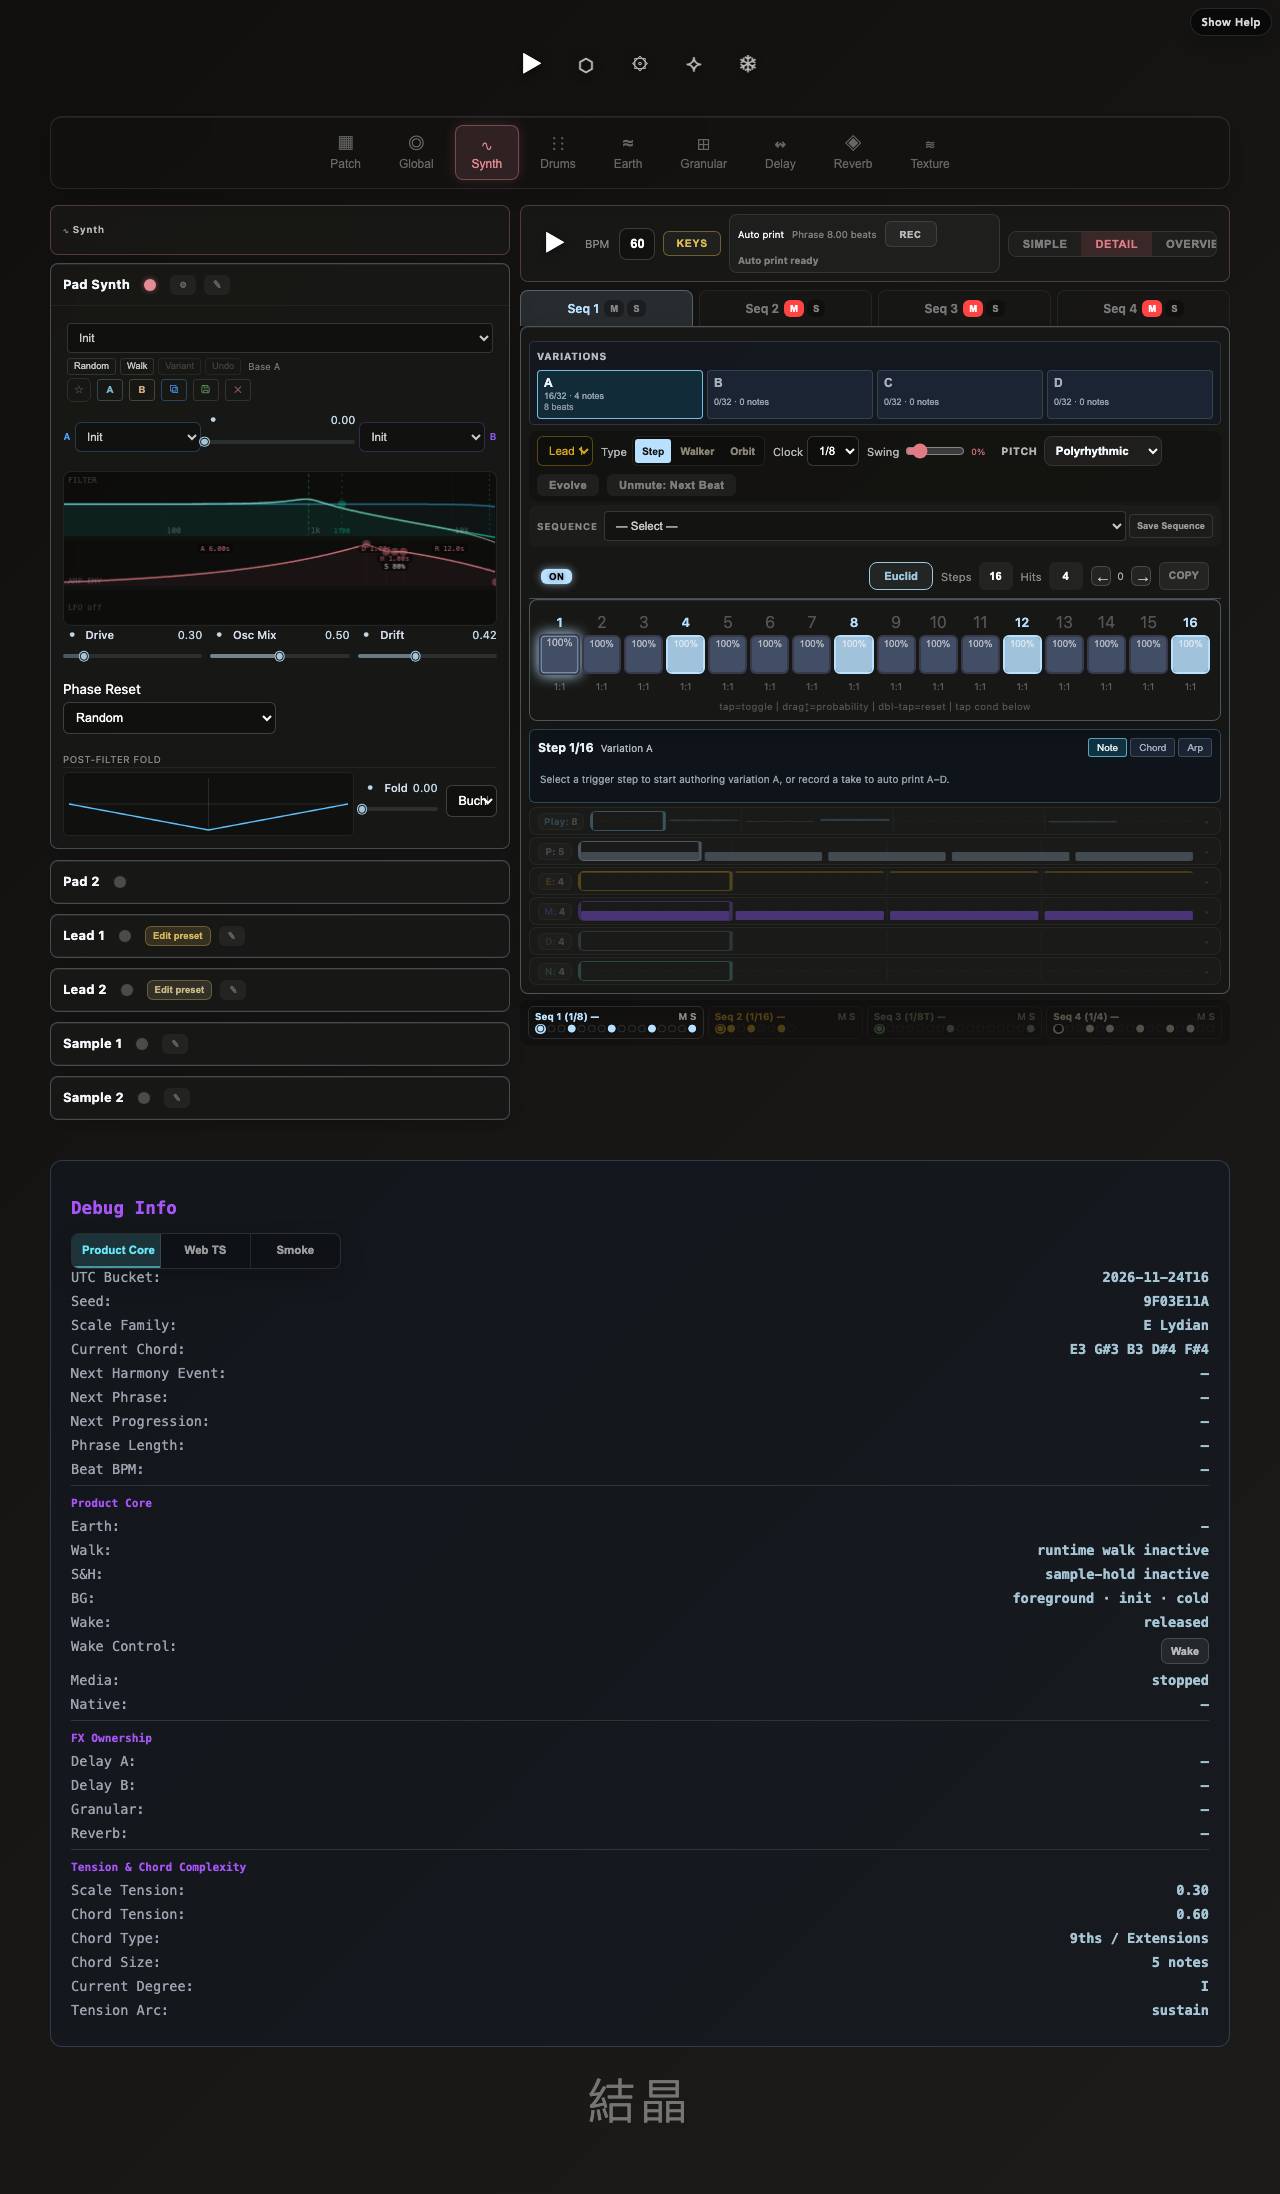 Show Help
Patch Global Synth Drums Earth Granular Delay Reverb Texture
Synth
Pad Synth
Init
Random Walk Variant Undo Base A
A B
0.00
A Init Init B
FILTER
100 1k 10k
A 6.00s R 12.0s
S 80%
AMP ENV
LFO off
Drive 0.30 Osc Mix 0.50 Drift 0.42
Phase Reset
Random
POST-FILTER FOLD
Fold 0.00 Buch
Pad 2
Lead 1 Edit preset
Lead 2 Edit preset
Sample 1
Sample 2
BPM 60 KEYS
Auto print Phrase 8.00 beats REC
Auto print ready
SIMPLE DETAIL OVERVIE
Seq 1 M S Seq 2 M S Seq 3 M S Seq 4 M S
VARIATIONS
A B C D
16/32 · 4 notes 0/32 · 0 notes 0/32 · 0 notes 0/32 · 0 notes
8 beats
Lead Type Step Walker Orbit Clock 1/8 Swing 0% PITCH Polyrhythmic
Evolve Unmute: Next Beat
SEQUENCE — Select — Save Sequence
ON Euclid Steps 16 Hits 4 ← 0 → COPY
1 2 3 4 5 6 7 8 9 10 11 12 13 14 15 16
100% 100% 100% 100% 100% 100% 100% 100% 100% 100% 100% 100% 100% 100% 100% 100%
1:1 1:1 1:1 1:1 1:1 1:1 1:1 1:1 1:1 1:1 1:1 1:1 1:1 1:1 1:1 1:1
tap=toggle | drag↕=probability | dbl-tap=reset | tap cond below
Step 1/16 Variation A Note Chord Arp
Select a trigger step to start authoring variation A, or record a take to auto print A–D.
Play: 8
P: 5
E: 4
M: 4
D: 4
N: 4
Seq 1 (1/8) — M S Seq 2 (1/16) — M S Seq 3 (1/8T) — M S Seq 4 (1/4) — M S
Debug Info
Product Core Web TS Smoke
UTC Bucket: 2026-11-24T16
Seed: 9F03E11A
Scale Family: E Lydian
Current Chord: E3 G#3 B3 D#4 F#4
Next Harmony Event: —
Next Phrase: —
Next Progression: —
Phrase Length: —
Beat BPM: —
Product Core
Earth: —
Walk: runtime walk inactive
S&H: sample-hold inactive
BG: foreground · init · cold
Wake: released
Wake Control: Wake
Media: stopped
Native: —
FX Ownership
Delay A: —
Delay B: —
Granular: —
Reverb: —
Tension & Chord Complexity
Scale Tension: 0.30
Chord Tension: 0.60
Chord Type: 9ths / Extensions
Chord Size: 5 notes
Current Degree: I
Tension Arc: sustain
結晶